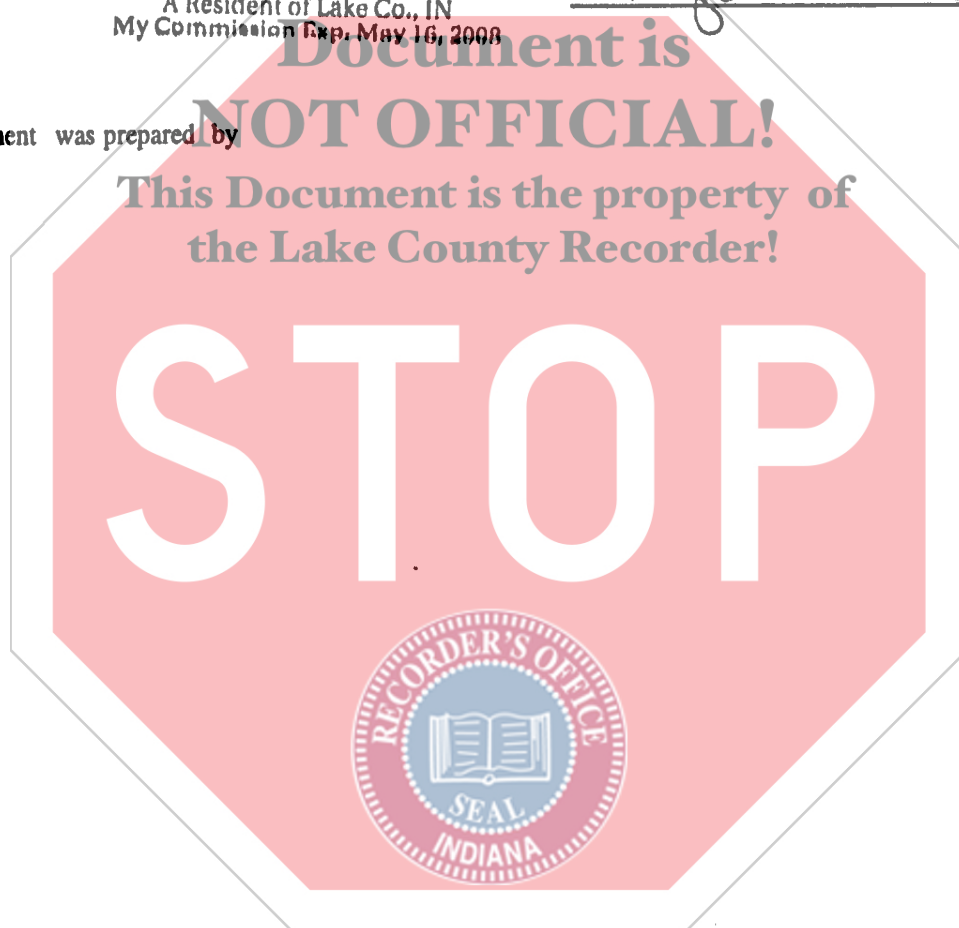 A Resident of Lake Co., IN
My Commission Exp. May 16, 2008
Document is
ent was prepared by
NOT OFFICIAL!
This Document is the property of
the Lake County Recorder!
STOP
RECORDER'S OFFICE
SEAL
INDIANA